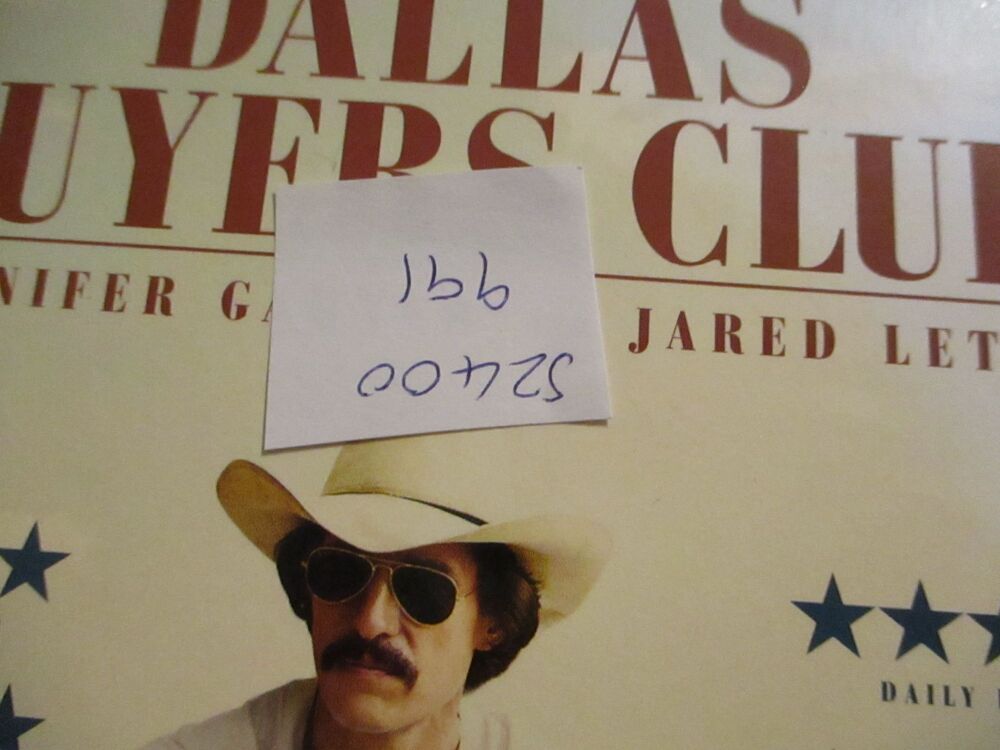 DALLAS
UYERS CLU
NIFER GA JARED LET
52400
991
DAILY